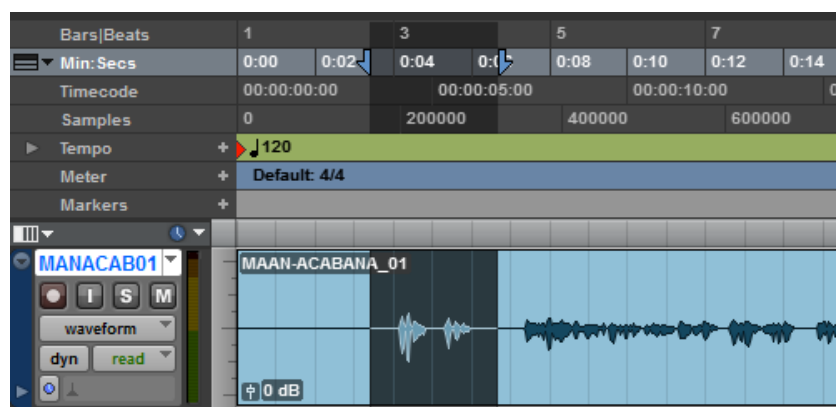 Bars|Beats 1 3 5 7
Min:Secs 0:00 0:02 0:04 0:08 0:10 0:12 0:14
Timecode 00:00:00:00 00:00:05:00 00:00:10:00
Samples 0 200000 400000 600000
Tempo + 120
Meter + Default: 4/4
Markers +
MANACAB01 MAAN-ACABANA_01
I S M
waveform
dyn read
0 dB